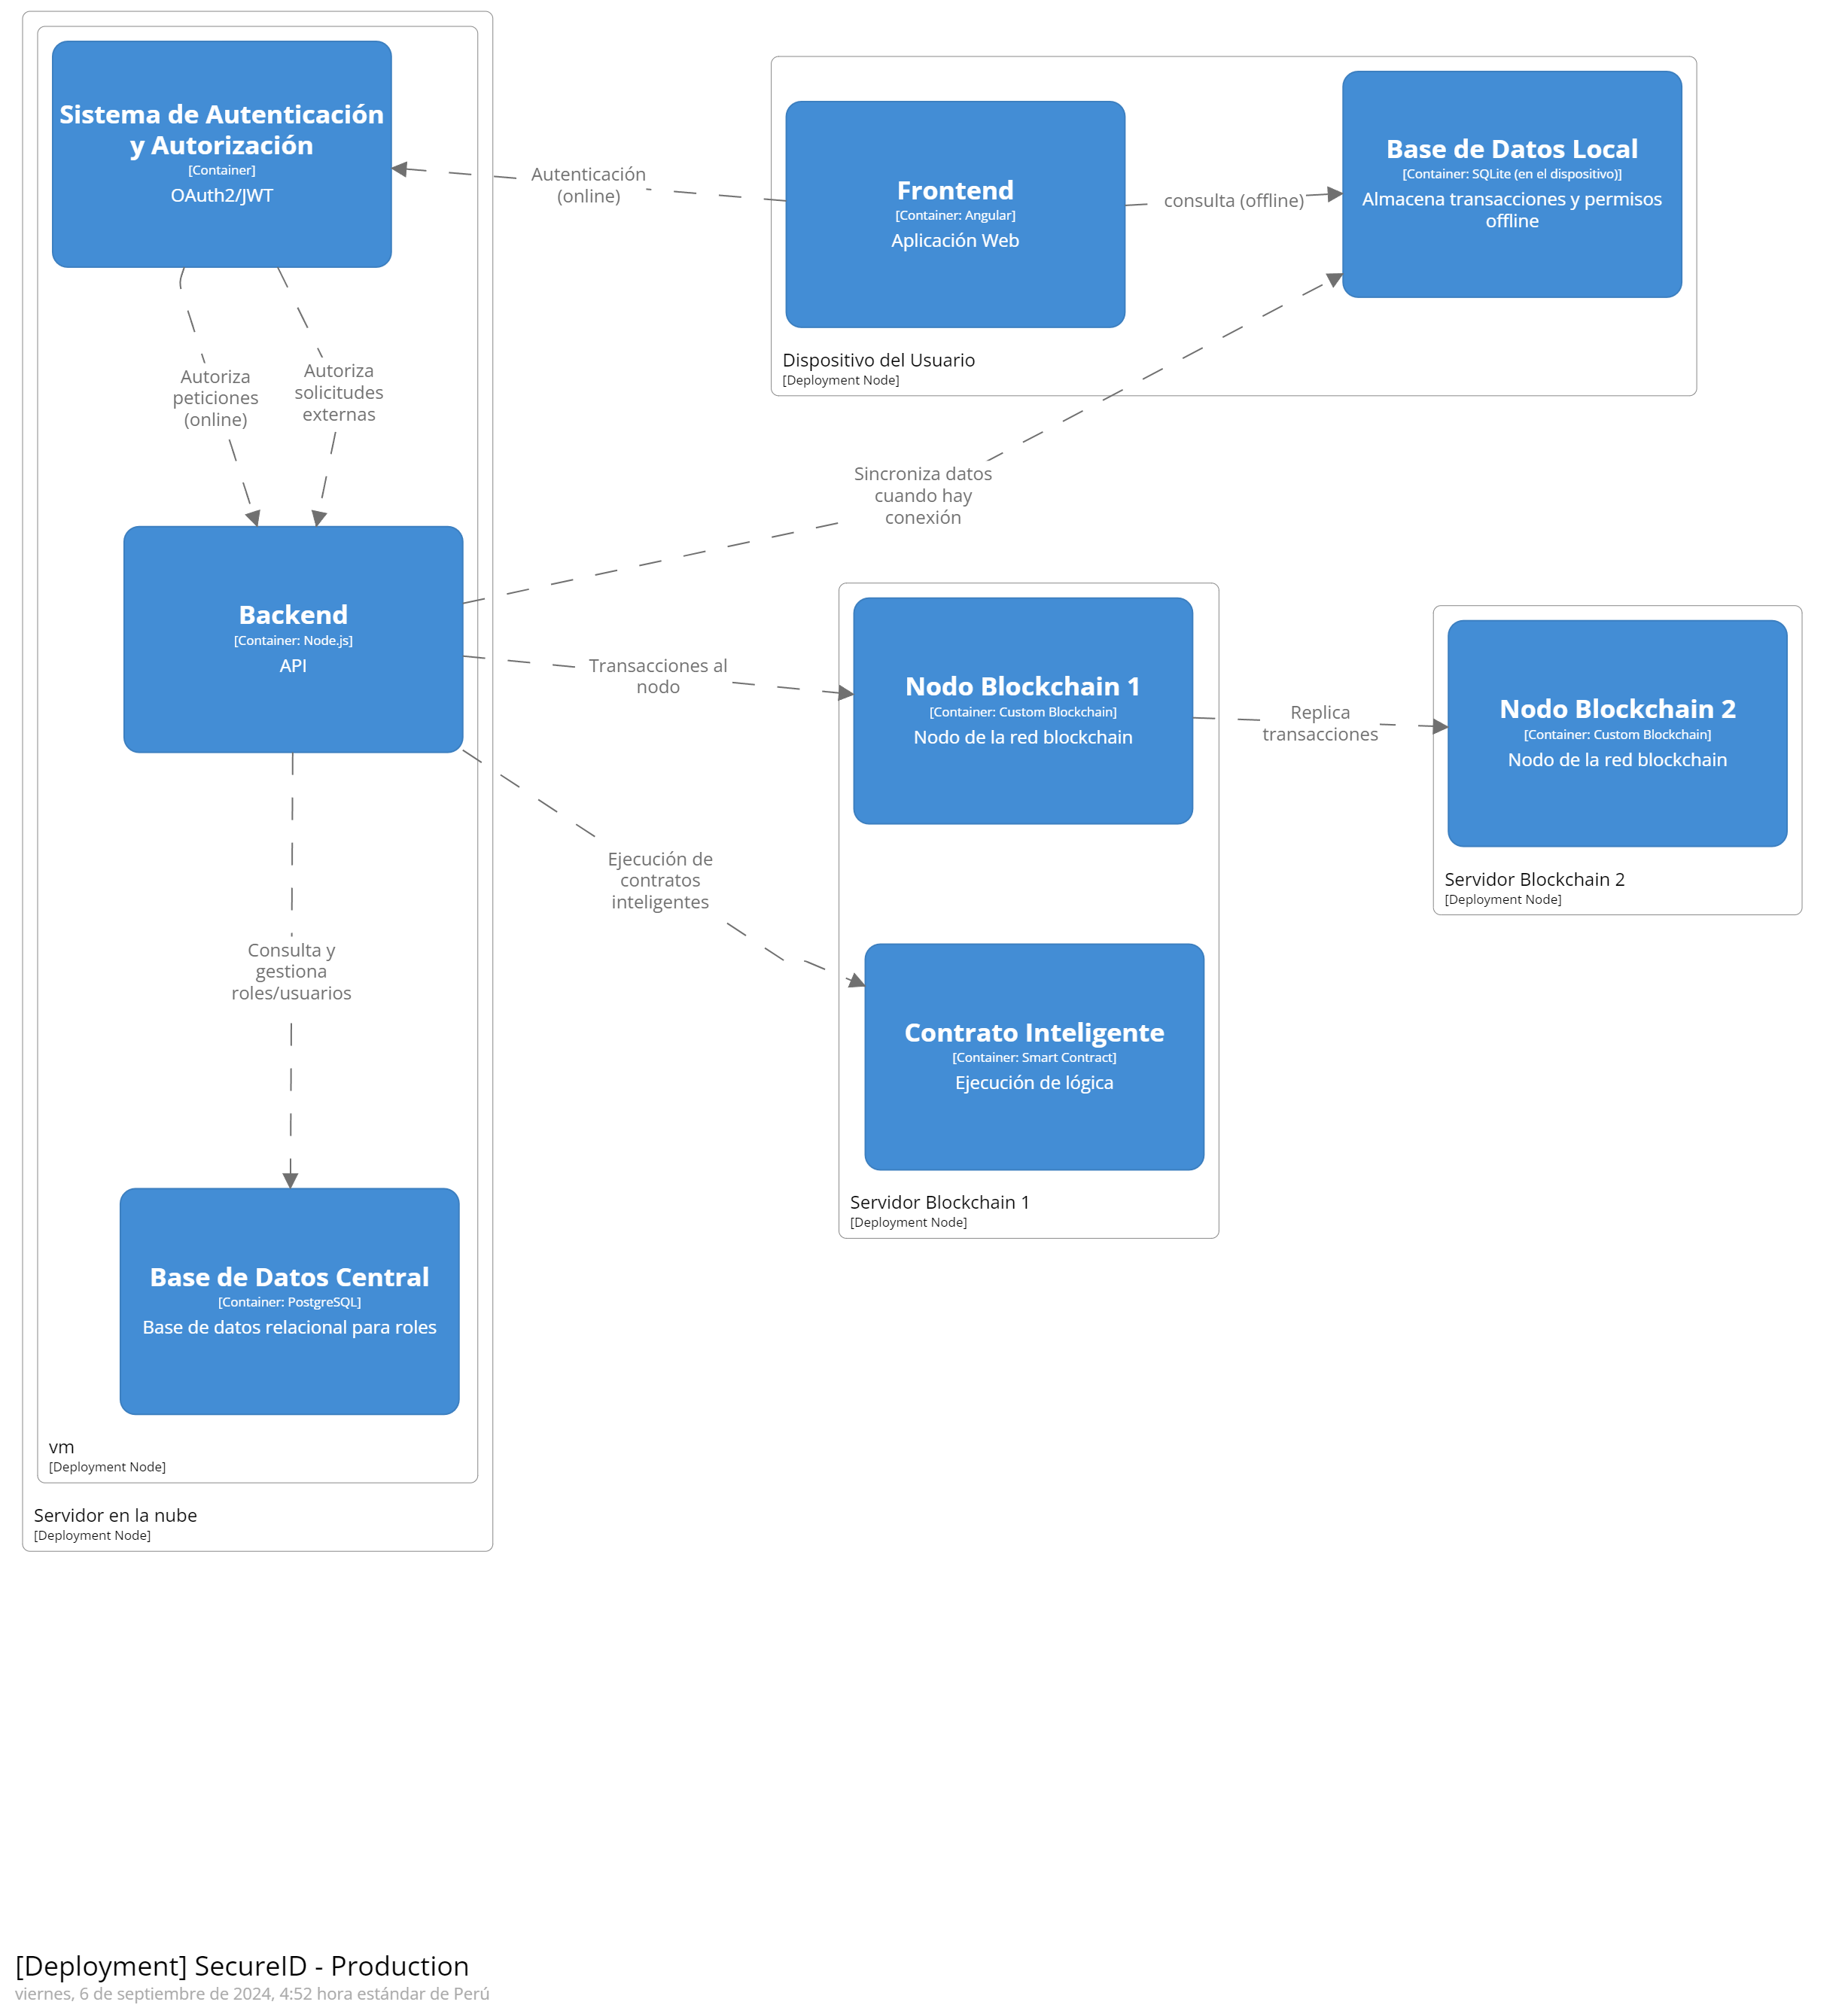 Sistema de Autenticación
y Autorización
[Container]
OAuth2/JWT
Autenticación
(online)
Frontend
[Container: Angular]
Aplicación Web
consulta (offline)
Base de Datos Local
[Container: SQLite (en el dispositivo)]
Almacena transacciones y permisos
offline
Dispositivo del Usuario
[Deployment Node]
Autoriza
peticiones
(online)
Autoriza
solicitudes
externas
Sincroniza datos
cuando hay
conexión
Backend
[Container: Node.js]
API
Transacciones al
nodo
Nodo Blockchain 1
[Container: Custom Blockchain]
Nodo de la red blockchain
Replica
transacciones
Nodo Blockchain 2
[Container: Custom Blockchain]
Nodo de la red blockchain
Servidor Blockchain 2
[Deployment Node]
Ejecución de
contratos
inteligentes
Consulta y
gestiona
roles/usuarios
Contrato Inteligente
[Container: Smart Contract]
Ejecución de lógica
Servidor Blockchain 1
[Deployment Node]
Base de Datos Central
[Container: PostgreSQL]
Base de datos relacional para roles
vm
[Deployment Node]
Servidor en la nube
[Deployment Node]
[Deployment] SecureID - Production
viernes, 6 de septiembre de 2024, 4:52 hora estándar de Perú